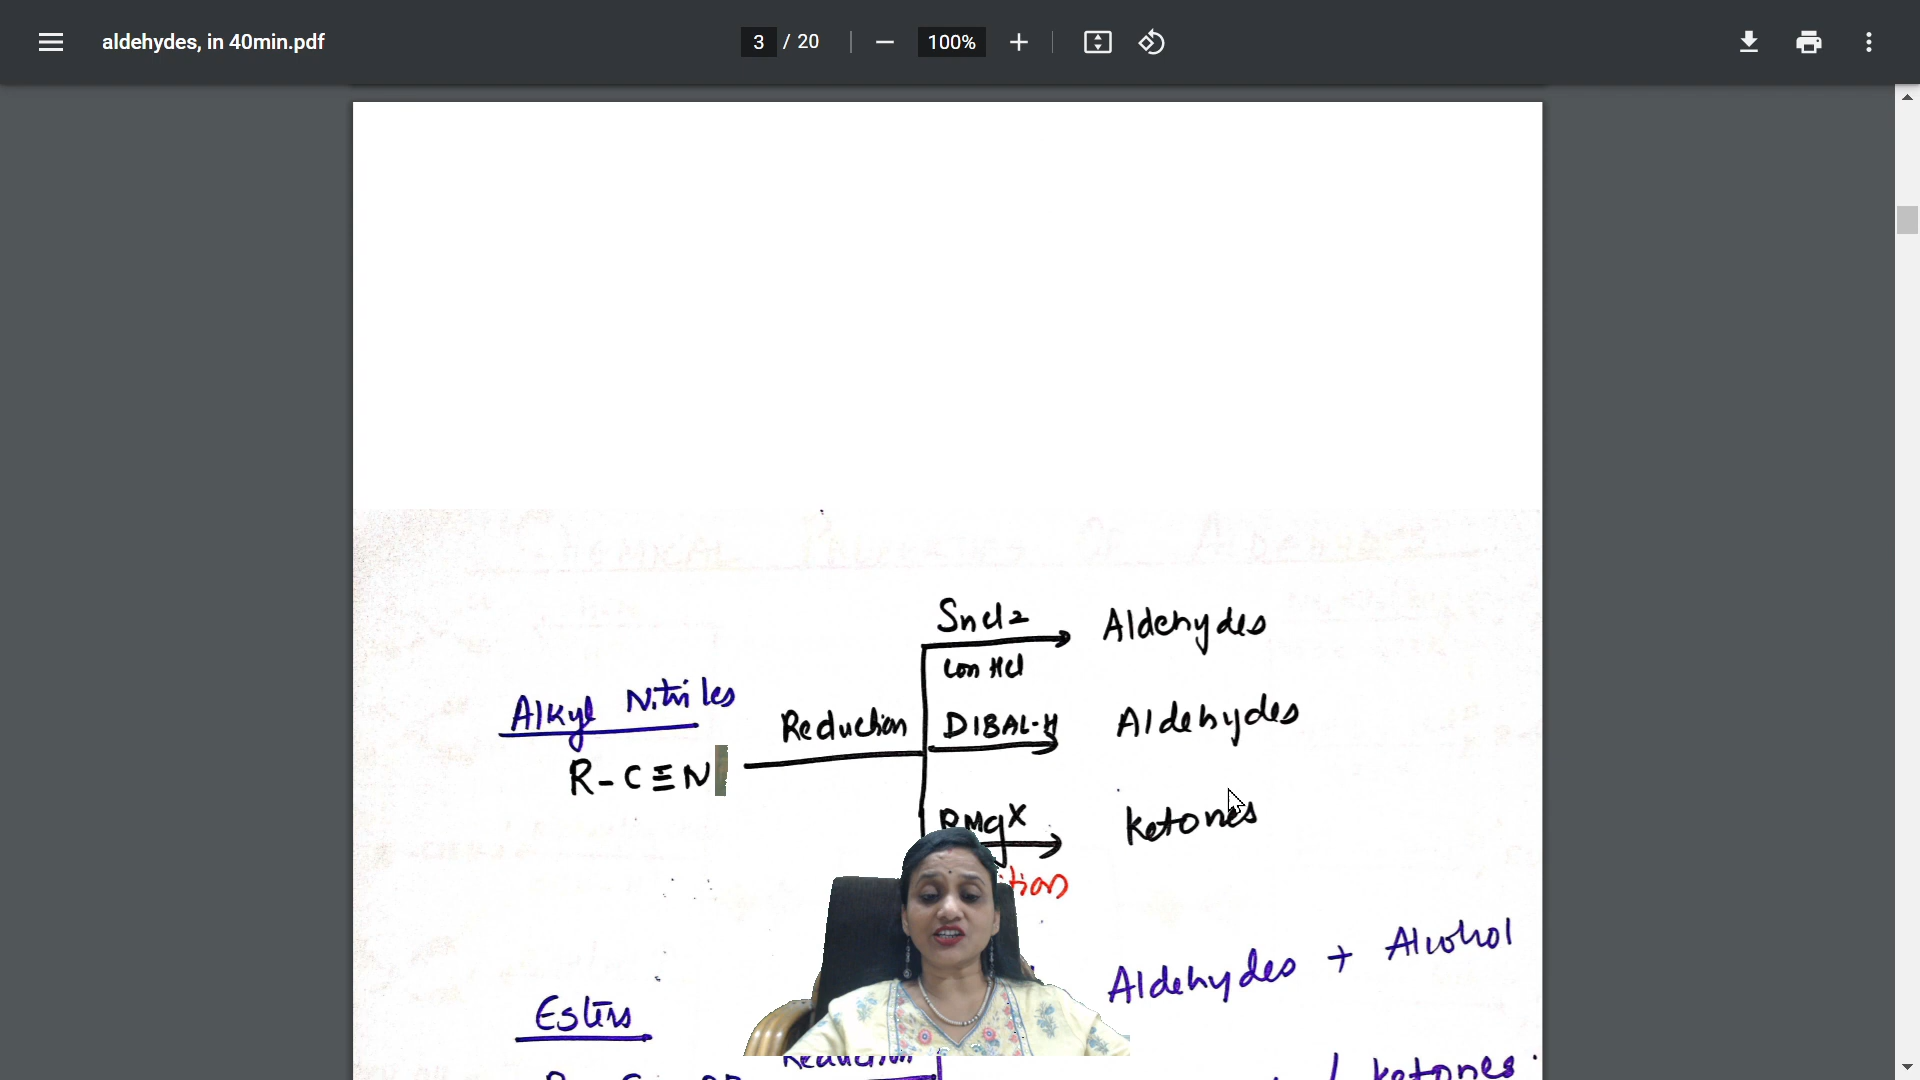 aldehydes, in 40min.pdf
3 / 20
100%
SnCl2
Aldehydes
Con HCl
Alkyl Nitriles
Reduction
DIBAL-H
Aldehydes
R-C≡N
RMgX
Ketones
Aldehydes + Alcohol
Esters
Reduction
/ Ketones.